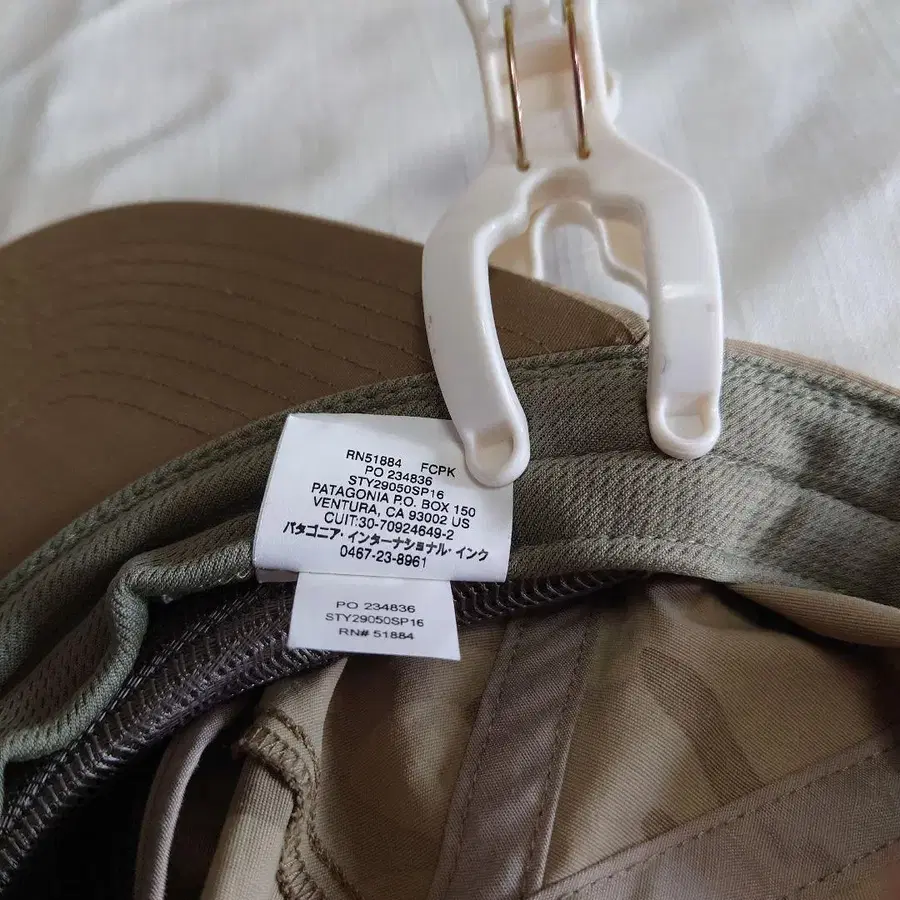 RN51884 FCPK
PO 234836
STY29050SP16
PATAGONIA P.O. BOX 150
VENTURA, CA 93002 US
CUIT:30-70924649-2
パタゴニア・インターナショナル・インク
0467-23-8961
PO 234836
STY29050SP16
RN# 51884